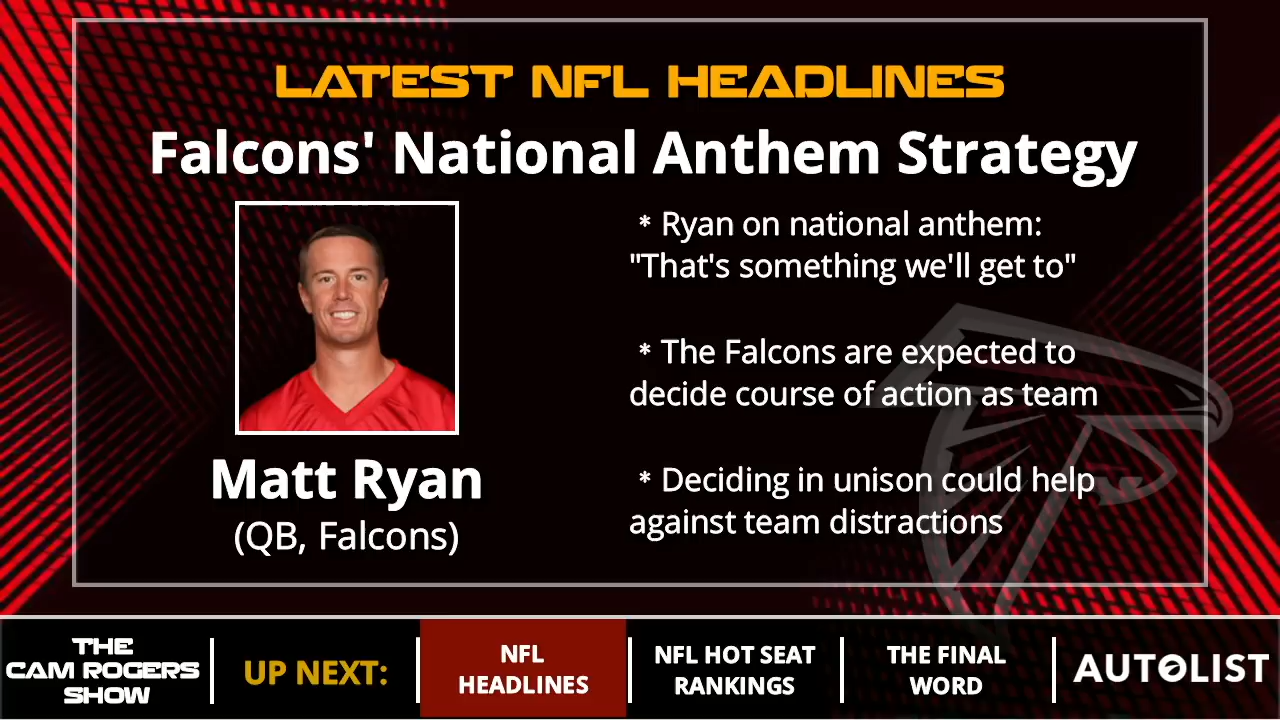 LATEST NFL HEADLINES
Falcons' National Anthem Strategy
* Ryan on national anthem:
"That's something we'll get to"
* The Falcons are expected to
decide course of action as team
* Deciding in unison could help
against team distractions
Matt Ryan
(QB, Falcons)
THE
CAM ROGERS
SHOW
UP NEXT:
NFL
HEADLINES
NFL HOT SEAT
RANKINGS
THE FINAL
WORD
AUTOLIST